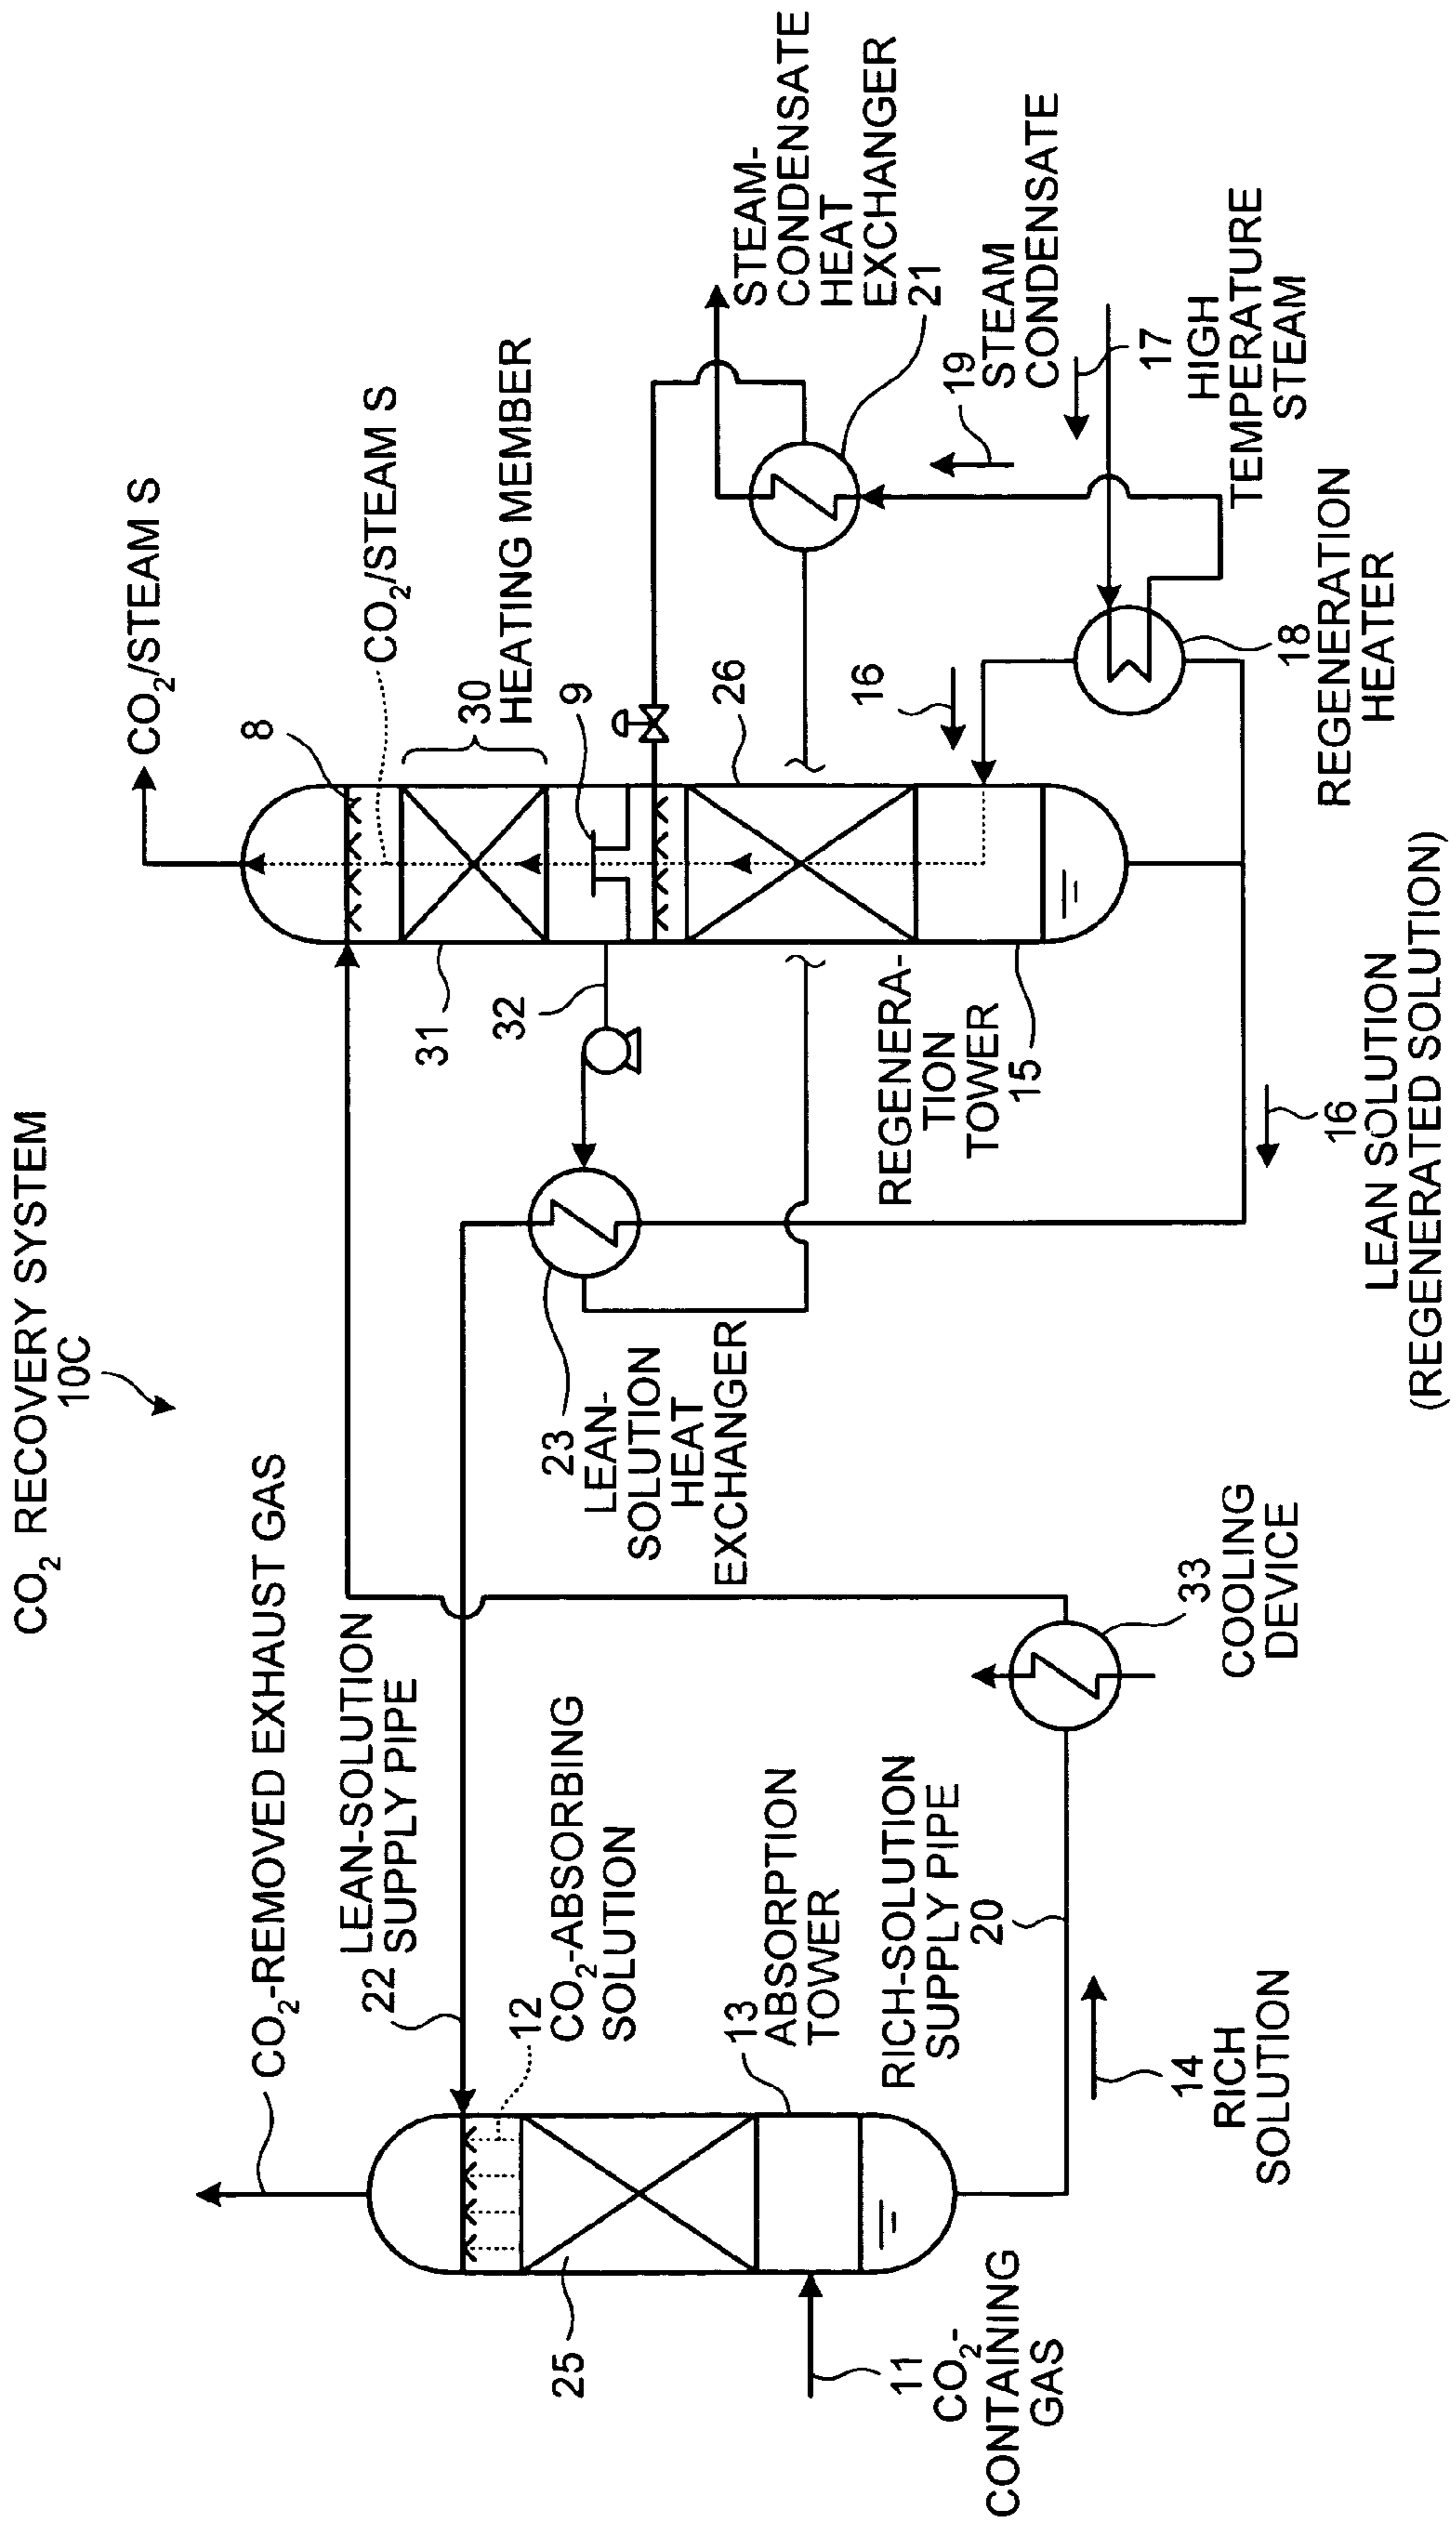 CO2 RECOVERY SYSTEM
10C
CO2-REMOVED EXHAUST GAS
LEAN-SOLUTION
SUPPLY PIPE
22
12
CO2-ABSORBING
SOLUTION
25
13
ABSORPTION
TOWER
RICH-SOLUTION
SUPPLY PIPE
20
11
CO2-
CONTAINING
GAS
14
RICH
SOLUTION
33
COOLING
DEVICE
23
LEAN-
SOLUTION
HEAT
EXCHANGER
CO2/STEAM S
8
CO2/STEAM S
30
HEATING MEMBER
31
9
32
26
REGENERA-
TION
TOWER
15
16
STEAM-
CONDENSATE
HEAT
EXCHANGER
21
19
STEAM
CONDENSATE
17
HIGH
TEMPERATURE
STEAM
18
REGENERATION
HEATER
16
LEAN SOLUTION
(REGENERATED SOLUTION)